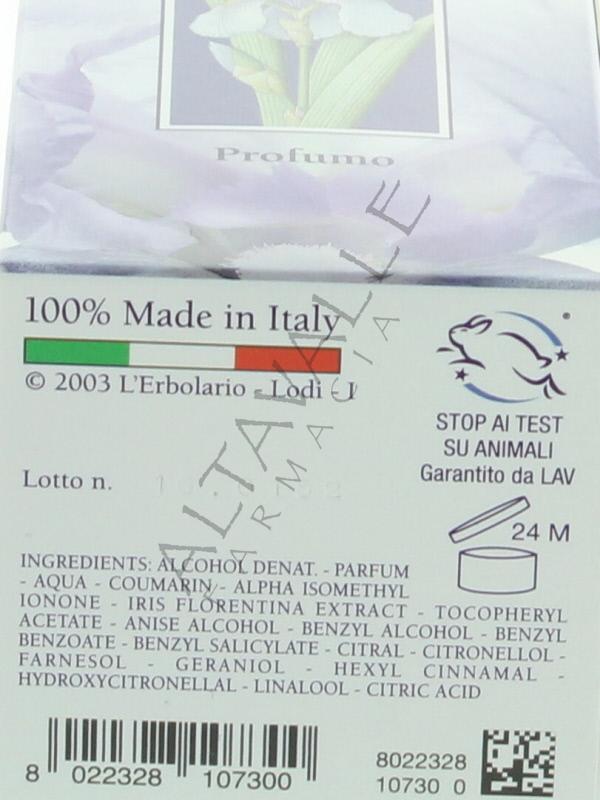 Profumo
100% Made in Italy
© 2003 L'Erbolario - Lodi - I
STOP AI TEST
SU ANIMALI
Garantito da LAV
Lotto n.
24 M
ALTAVALLE
FARMACIA
INGREDIENTS: ALCOHOL DENAT. - PARFUM
- AQUA - COUMARIN - ALPHA ISOMETHYL
IONONE - IRIS FLORENTINA EXTRACT - TOCOPHERYL
ACETATE - ANISE ALCOHOL - BENZYL ALCOHOL - BENZYL
BENZOATE - BENZYL SALICYLATE - CITRAL - CITRONELLOL -
FARNESOL - GERANIOL - HEXYL CINNAMAL -
HYDROXYCITRONELLAL - LINALOOL - CITRIC ACID
8 022328 107300
8022328
10730 0